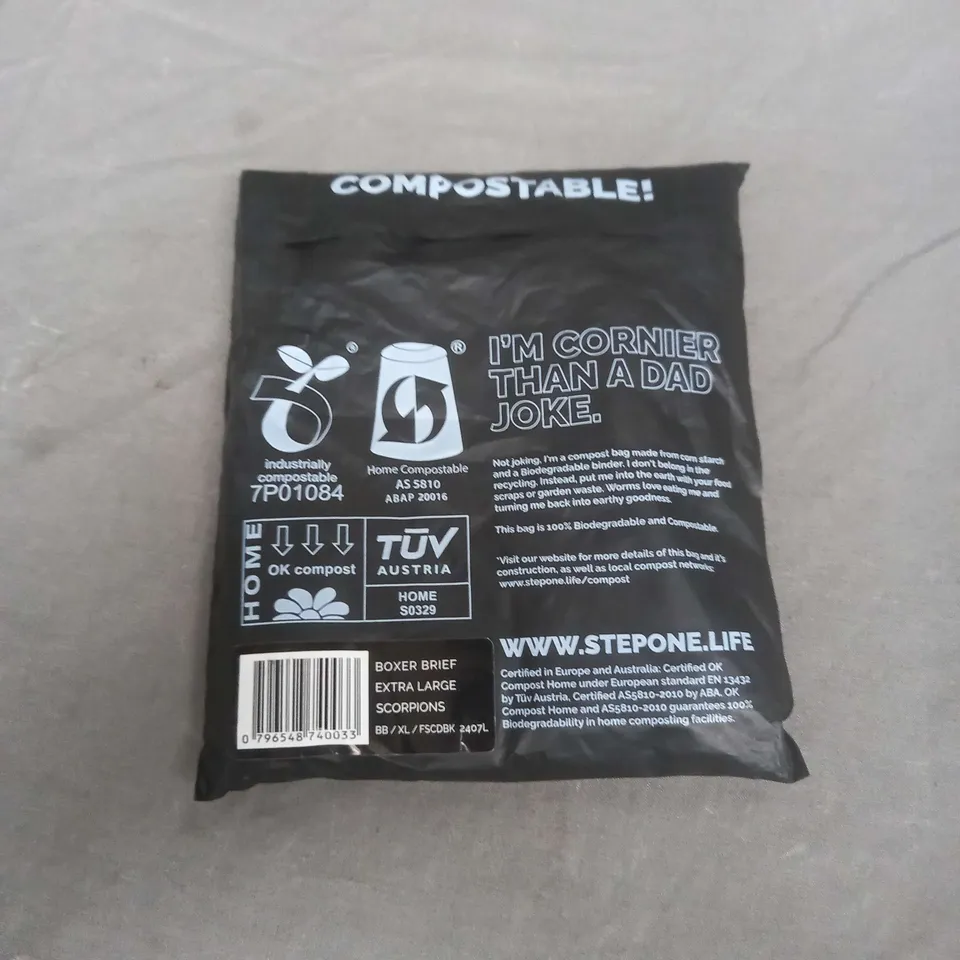 COMPOSTABLE!
I'M CORNIER
THAN A DAD
JOKE.
industrially
compostable
7P01084
®
Home Compostable
AS 5810
ABAP 20016
Not joking. I'm a compost bag made from corn starch
and a Biodegradable binder. I don't belong in the
recycling. Instead, put me into the earth with your food
scraps or garden waste. Worms love eating me and
turning me back into earthy goodness.
This bag is 100% Biodegradable and Compostable.
*Visit our website for more details of this bag and it's
construction, as well as local compost networks:
www.stepone.life/compost
HOME
OK compost
TÜV
AUSTRIA
HOME
S0329
WWW.STEPONE.LIFE
Certified in Europe and Australia: Certified OK
Compost Home under European standard EN 13432
by Tüv Austria, Certified AS5810-2010 by ABA. OK
Compost Home and AS5810-2010 guarantees 100%
Biodegradability in home composting facilities.
BOXER BRIEF
EXTRA LARGE
SCORPIONS
BB / XL / FSCDBK 2407L
0 796548 740033